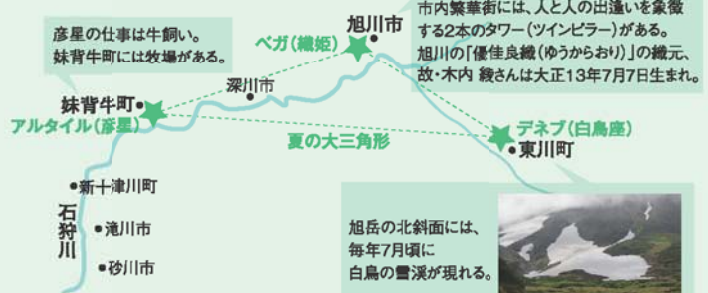 市内繁華街には、人と人の出逢いを象徴
する2本のタワー（ツインピラー）がある。
旭川の「優佳良織（ゆうからおり）」の織元、
故・木内 綾さんは大正13年7月7日生まれ。
彦星の仕事は牛飼い。
妹背牛町には牧場がある。
旭川市
ベガ（織姫）
深川市
妹背牛町
アルタイル（彦星）
夏の大三角形
デネブ（白鳥座）
東川町
新十津川町
石狩川
滝川市
砂川市
旭岳の北斜面には、
毎年7月頃に
白鳥の雪渓が現れる。